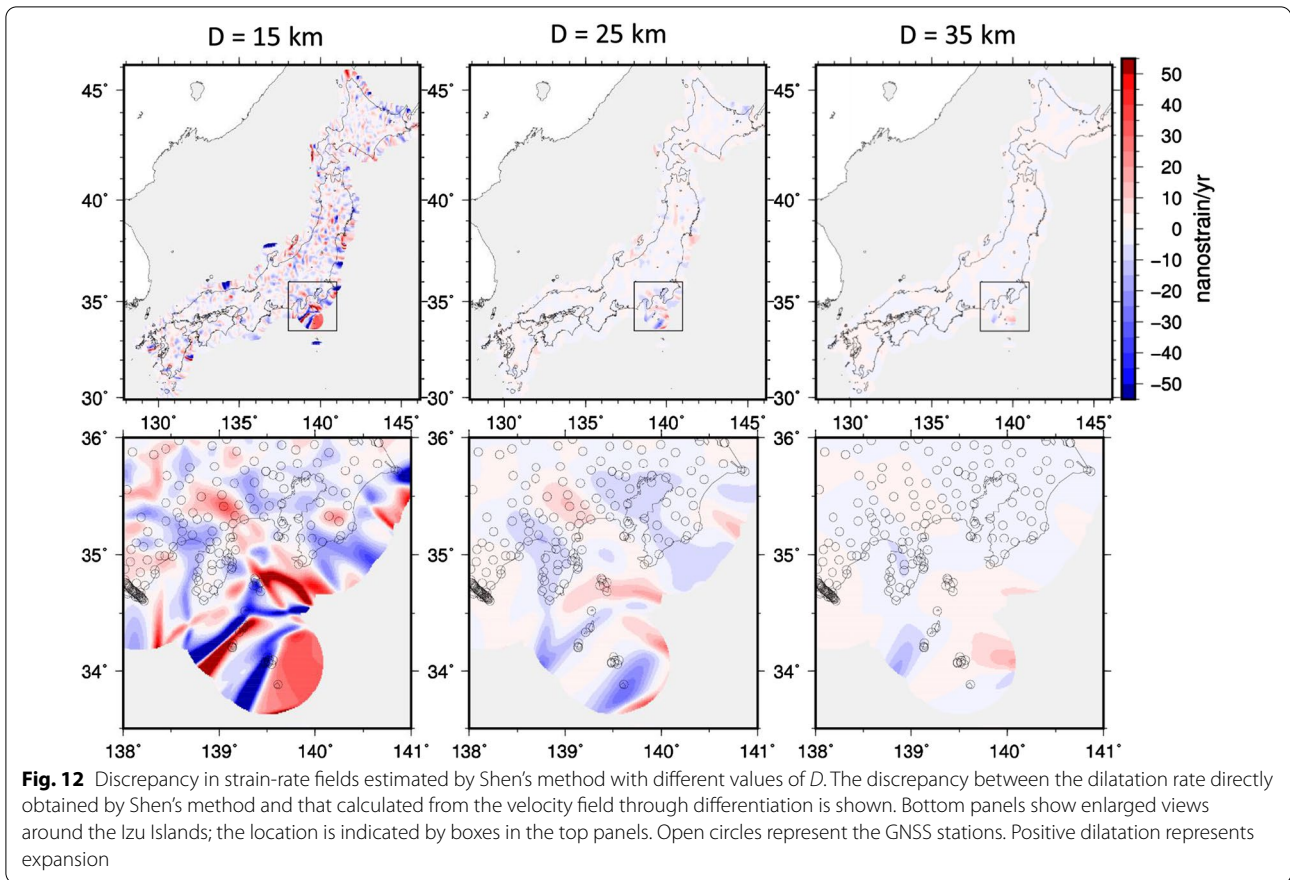 D = 15 km
D = 25 km
D = 35 km
45˚
40˚
35˚
30˚
130˚ 135˚ 140˚ 145˚
45˚
40˚
35˚
30˚
130˚ 135˚ 140˚ 145˚
45˚
40˚
35˚
30˚
130˚ 135˚ 140˚ 145˚
50
40
30
20
10
0
−10
−20
−30
−40
−50
nanostrain/yr
36˚
35˚
34˚
138˚ 139˚ 140˚ 141˚
36˚
35˚
34˚
138˚ 139˚ 140˚ 141˚
36˚
35˚
34˚
138˚ 139˚ 140˚ 141˚
Fig. 12 Discrepancy in strain-rate fields estimated by Shen’s method with different values of D. The discrepancy between the dilatation rate directly
obtained by Shen’s method and that calculated from the velocity field through differentiation is shown. Bottom panels show enlarged views
around the Izu Islands; the location is indicated by boxes in the top panels. Open circles represent the GNSS stations. Positive dilatation represents
expansion